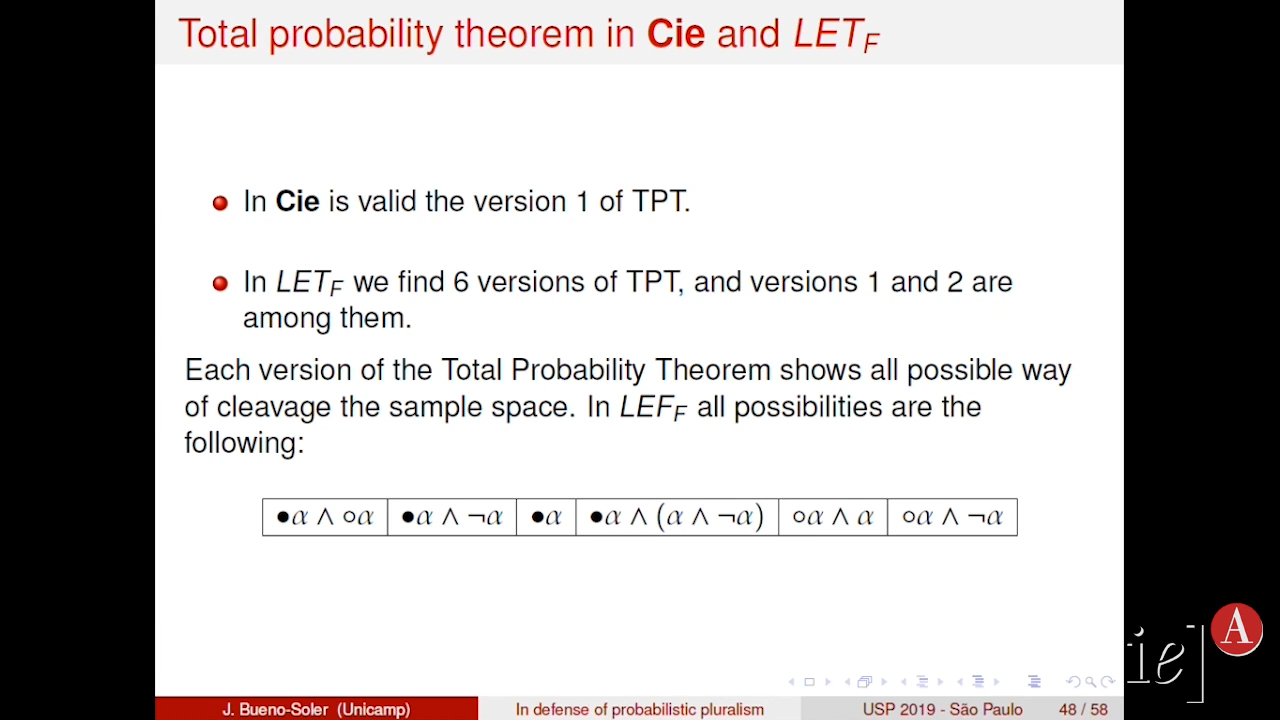 Total probability theorem in Cie and LET_F
In Cie is valid the version 1 of TPT.
In LET_F we find 6 versions of TPT, and versions 1 and 2 are
among them.
Each version of the Total Probability Theorem shows all possible way
of cleavage the sample space. In LEF_F all possibilities are the
following:
●α ∧ ○α ●α ∧ ¬α ●α ●α ∧ (α ∧ ¬α) ○α ∧ α ○α ∧ ¬α
A
ie]
J. Bueno-Soler (Unicamp) In defense of probabilistic pluralism USP 2019 - São Paulo 48 / 58